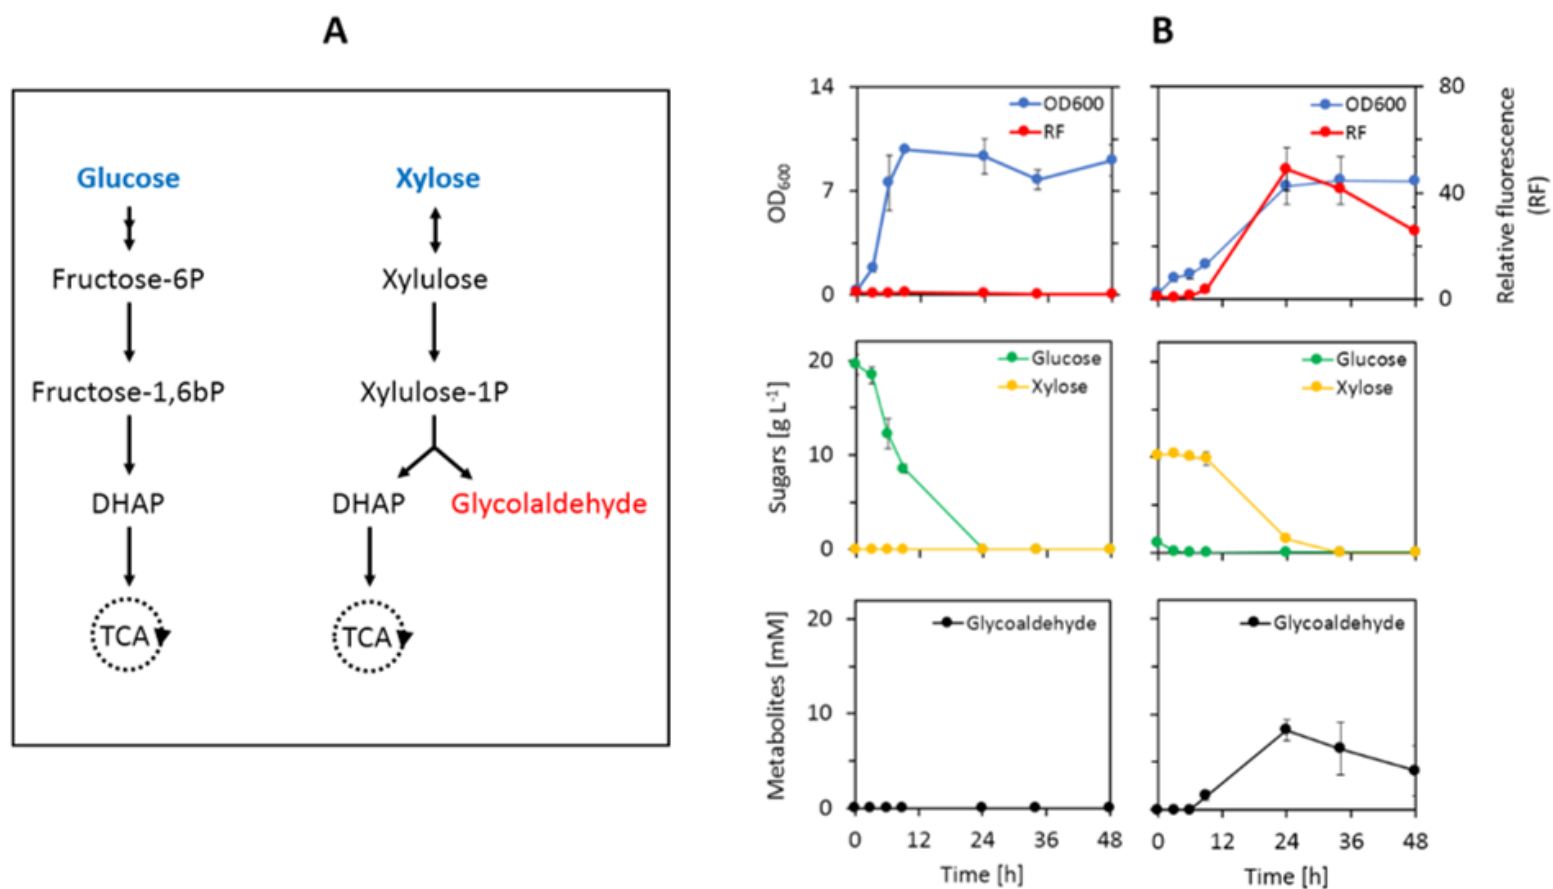 A
Glucose
Xylose
Fructose-6P
Xylulose
Fructose-1,6bP
Xylulose-1P
DHAP
DHAP
Glycolaldehyde
TCA
TCA
B
14
7
0
OD600
OD600
RF
OD600
RF
80
40
0
Relative fluorescence
(RF)
20
10
0
Sugars [g L-1]
Glucose
Xylose
Glucose
Xylose
20
10
0
Metabolites [mM]
Glycoaldehyde
Glycoaldehyde
0 12 24 36 48
Time [h]
0 12 24 36 48
Time [h]